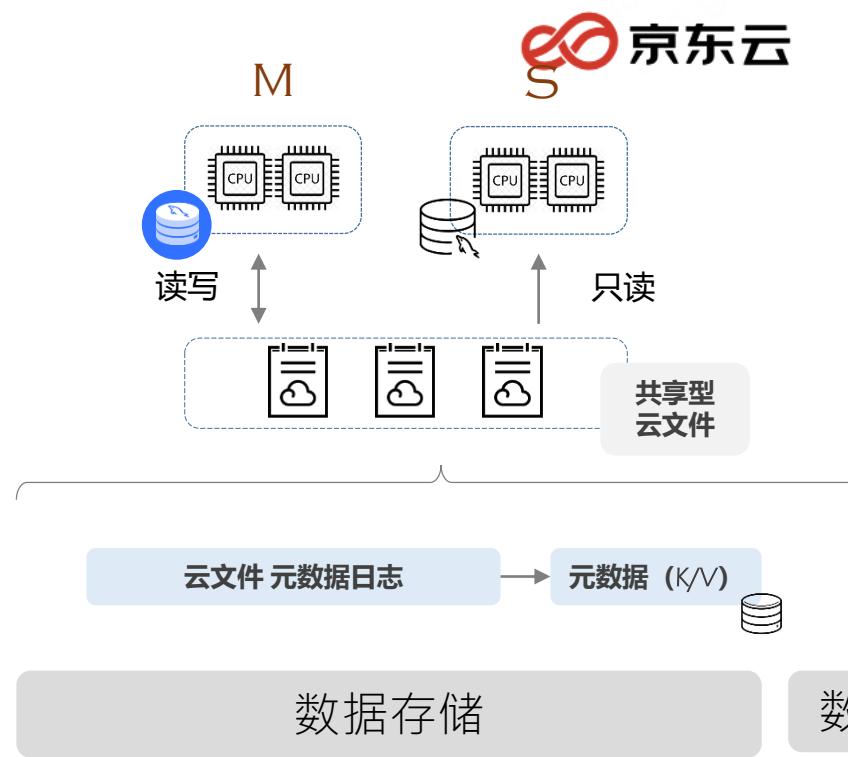 京东云
M
S
CPU
CPU
CPU
CPU
读写
只读
共享型
云文件
云文件 元数据日志
元数据（K/V）
数据存储
数